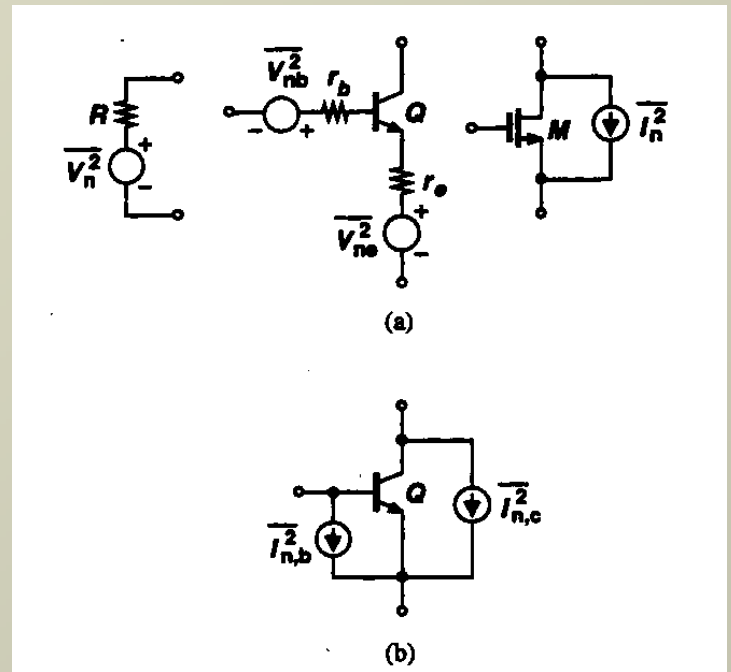 R
V_n^2
+
-
V_nb^2
-
+
r_b
Q
r_e
V_ne^2
+
-
M
I_n^2
(a)
Q
I_n,b^2
I_n,c^2
(b)